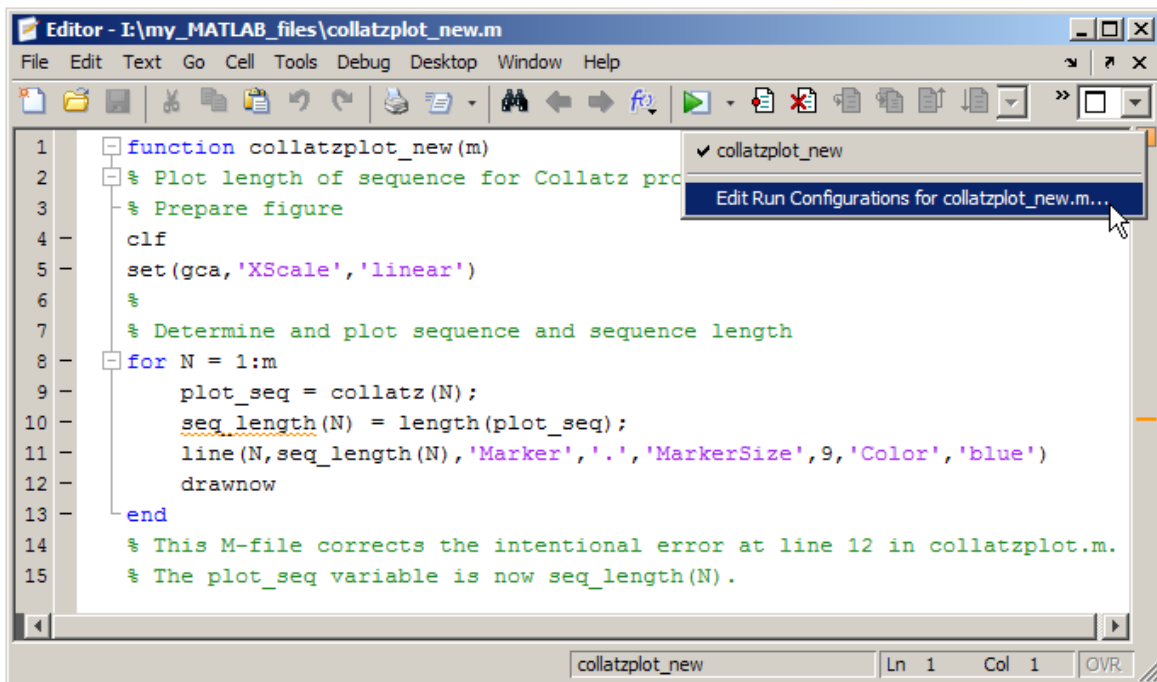 Editor - I:\my_MATLAB_files\collatzplot_new.m
File Edit Text Go Cell Tools Debug Desktop Window Help
1 function collatzplot_new(m)
✔ collatzplot_new
2 % Plot length of sequence for Collatz pro
Edit Run Configurations for collatzplot_new.m...
3 % Prepare figure
4 clf
5 set(gca,'XScale','linear')
6 %
7 % Determine and plot sequence and sequence length
8 for N = 1:m
9 plot_seq = collatz(N);
10 seq_length(N) = length(plot_seq);
11 line(N,seq_length(N),'Marker','.','MarkerSize',9,'Color','blue')
12 drawnow
13 end
14 % This M-file corrects the intentional error at line 12 in collatzplot.m.
15 % The plot_seq variable is now seq_length(N).
collatzplot_new Ln 1 Col 1 OVR